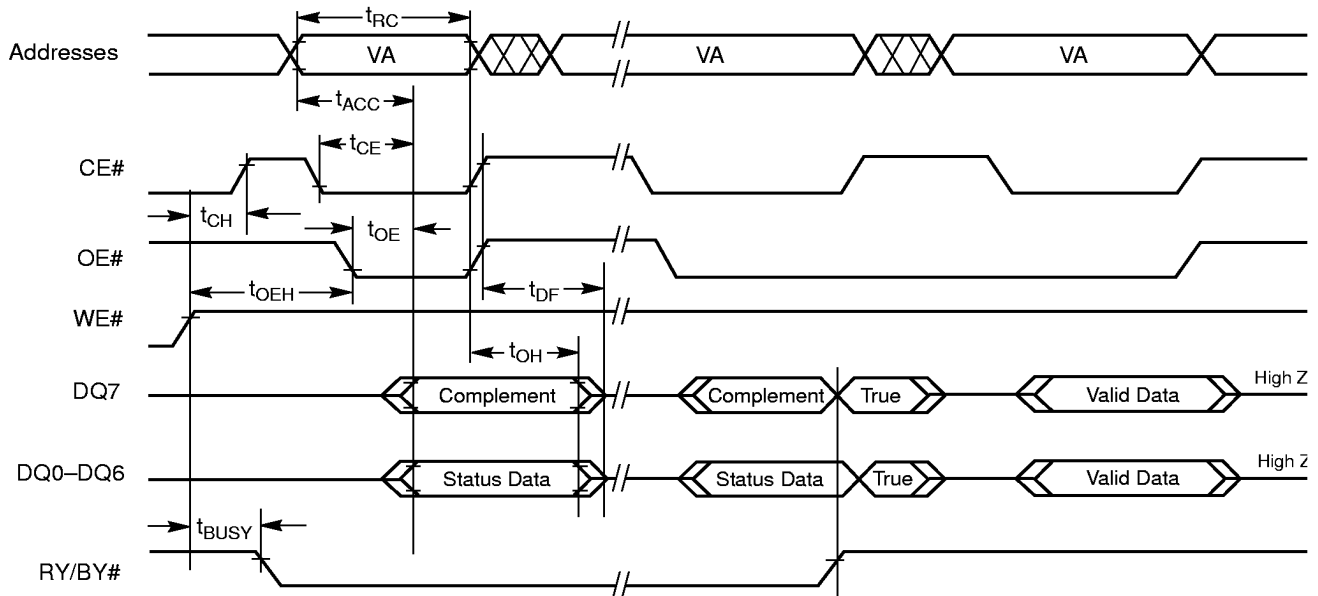 tRC
Addresses VA VA VA
tACC
tCE
CE#
tCH
tOE
OE#
tOEH tDF
WE#
tOH
DQ7 Complement Complement True Valid Data High Z
DQ0–DQ6 Status Data Status Data True Valid Data High Z
tBUSY
RY/BY#